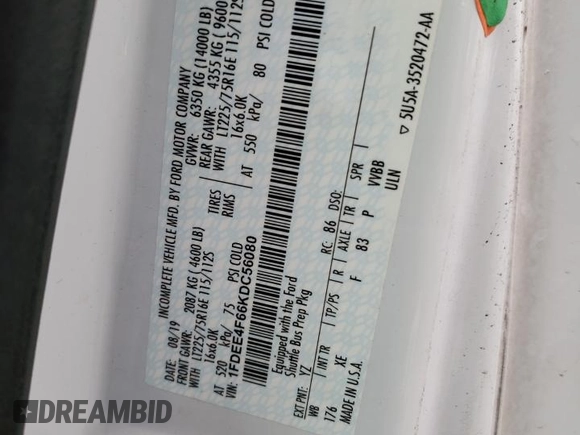 INCOMPLETE VEHICLE MFD. BY FORD MOTOR COMPANY
DATE: 08/19 GVWR: 6350 KG (14000 LB)
FRONT GAWR: 2087 KG (4600 LB) REAR GAWR: 4355 KG (9600
WITH LT225/75R16E 115/112S TIRES WITH LT225/75R16E 115/112S
16x6.0K RIMS 16x6.0K
AT 520 kPa/ 75 PSI COLD AT 550 kPa/ 80 PSI COLD
VIN: 1FDEE4F66KDC56080
Equipped with the Ford
Shuttle Bus Prep Pkg
EXT PNT: YZ RC: 86 DSO:
WB INT TR TP/PS R AXLE TR SPR
176 XE F 83 P VVBB
MADE IN U.S.A. ULN
▽ 5U5A-3520472-AA
DREAMBID